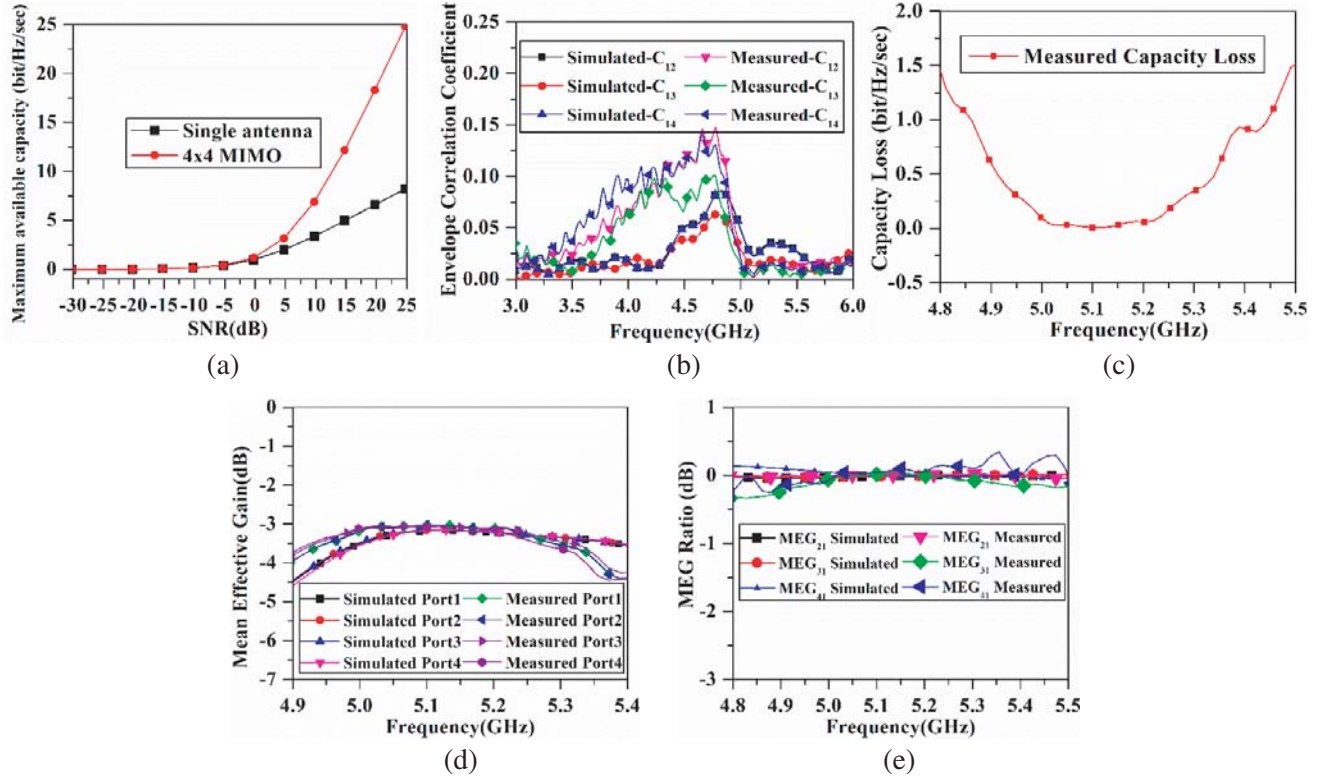 Maximum available capacity (bit/Hz/sec)
25
20
15
10
5
0
Single antenna
4x4 MIMO
-30 -25 -20 -15 -10 -5 0 5 10 15 20 25
SNR(dB)
(a)
Envelope Correlation Coefficient
0.25
0.20
0.15
0.10
0.05
0.00
Simulated-C12 Measured-C12
Simulated-C13 Measured-C13
Simulated-C14 Measured-C14
3.0 3.5 4.0 4.5 5.0 5.5 6.0
Frequency(GHz)
(b)
Capacity Loss (bit/Hz/sec)
2.0
1.5
1.0
0.5
0.0
-0.5
Measured Capacity Loss
4.8 4.9 5.0 5.1 5.2 5.3 5.4 5.5
Frequency(GHz)
(c)
Mean Effective Gain(dB)
0
-1
-2
-3
-4
-5
-6
-7
Simulated Port1 Measured Port1
Simulated Port2 Measured Port2
Simulated Port3 Measured Port3
Simulated Port4 Measured Port4
4.9 5.0 5.1 5.2 5.3 5.4
Frequency(GHz)
(d)
MEG Ratio (dB)
1
0
-1
-2
-3
MEG21 Simulated MEG21 Measured
MEG31 Simulated MEG31 Measured
MEG41 Simulated MEG41 Measured
4.8 4.9 5.0 5.1 5.2 5.3 5.4 5.5
Frequency(GHz)
(e)